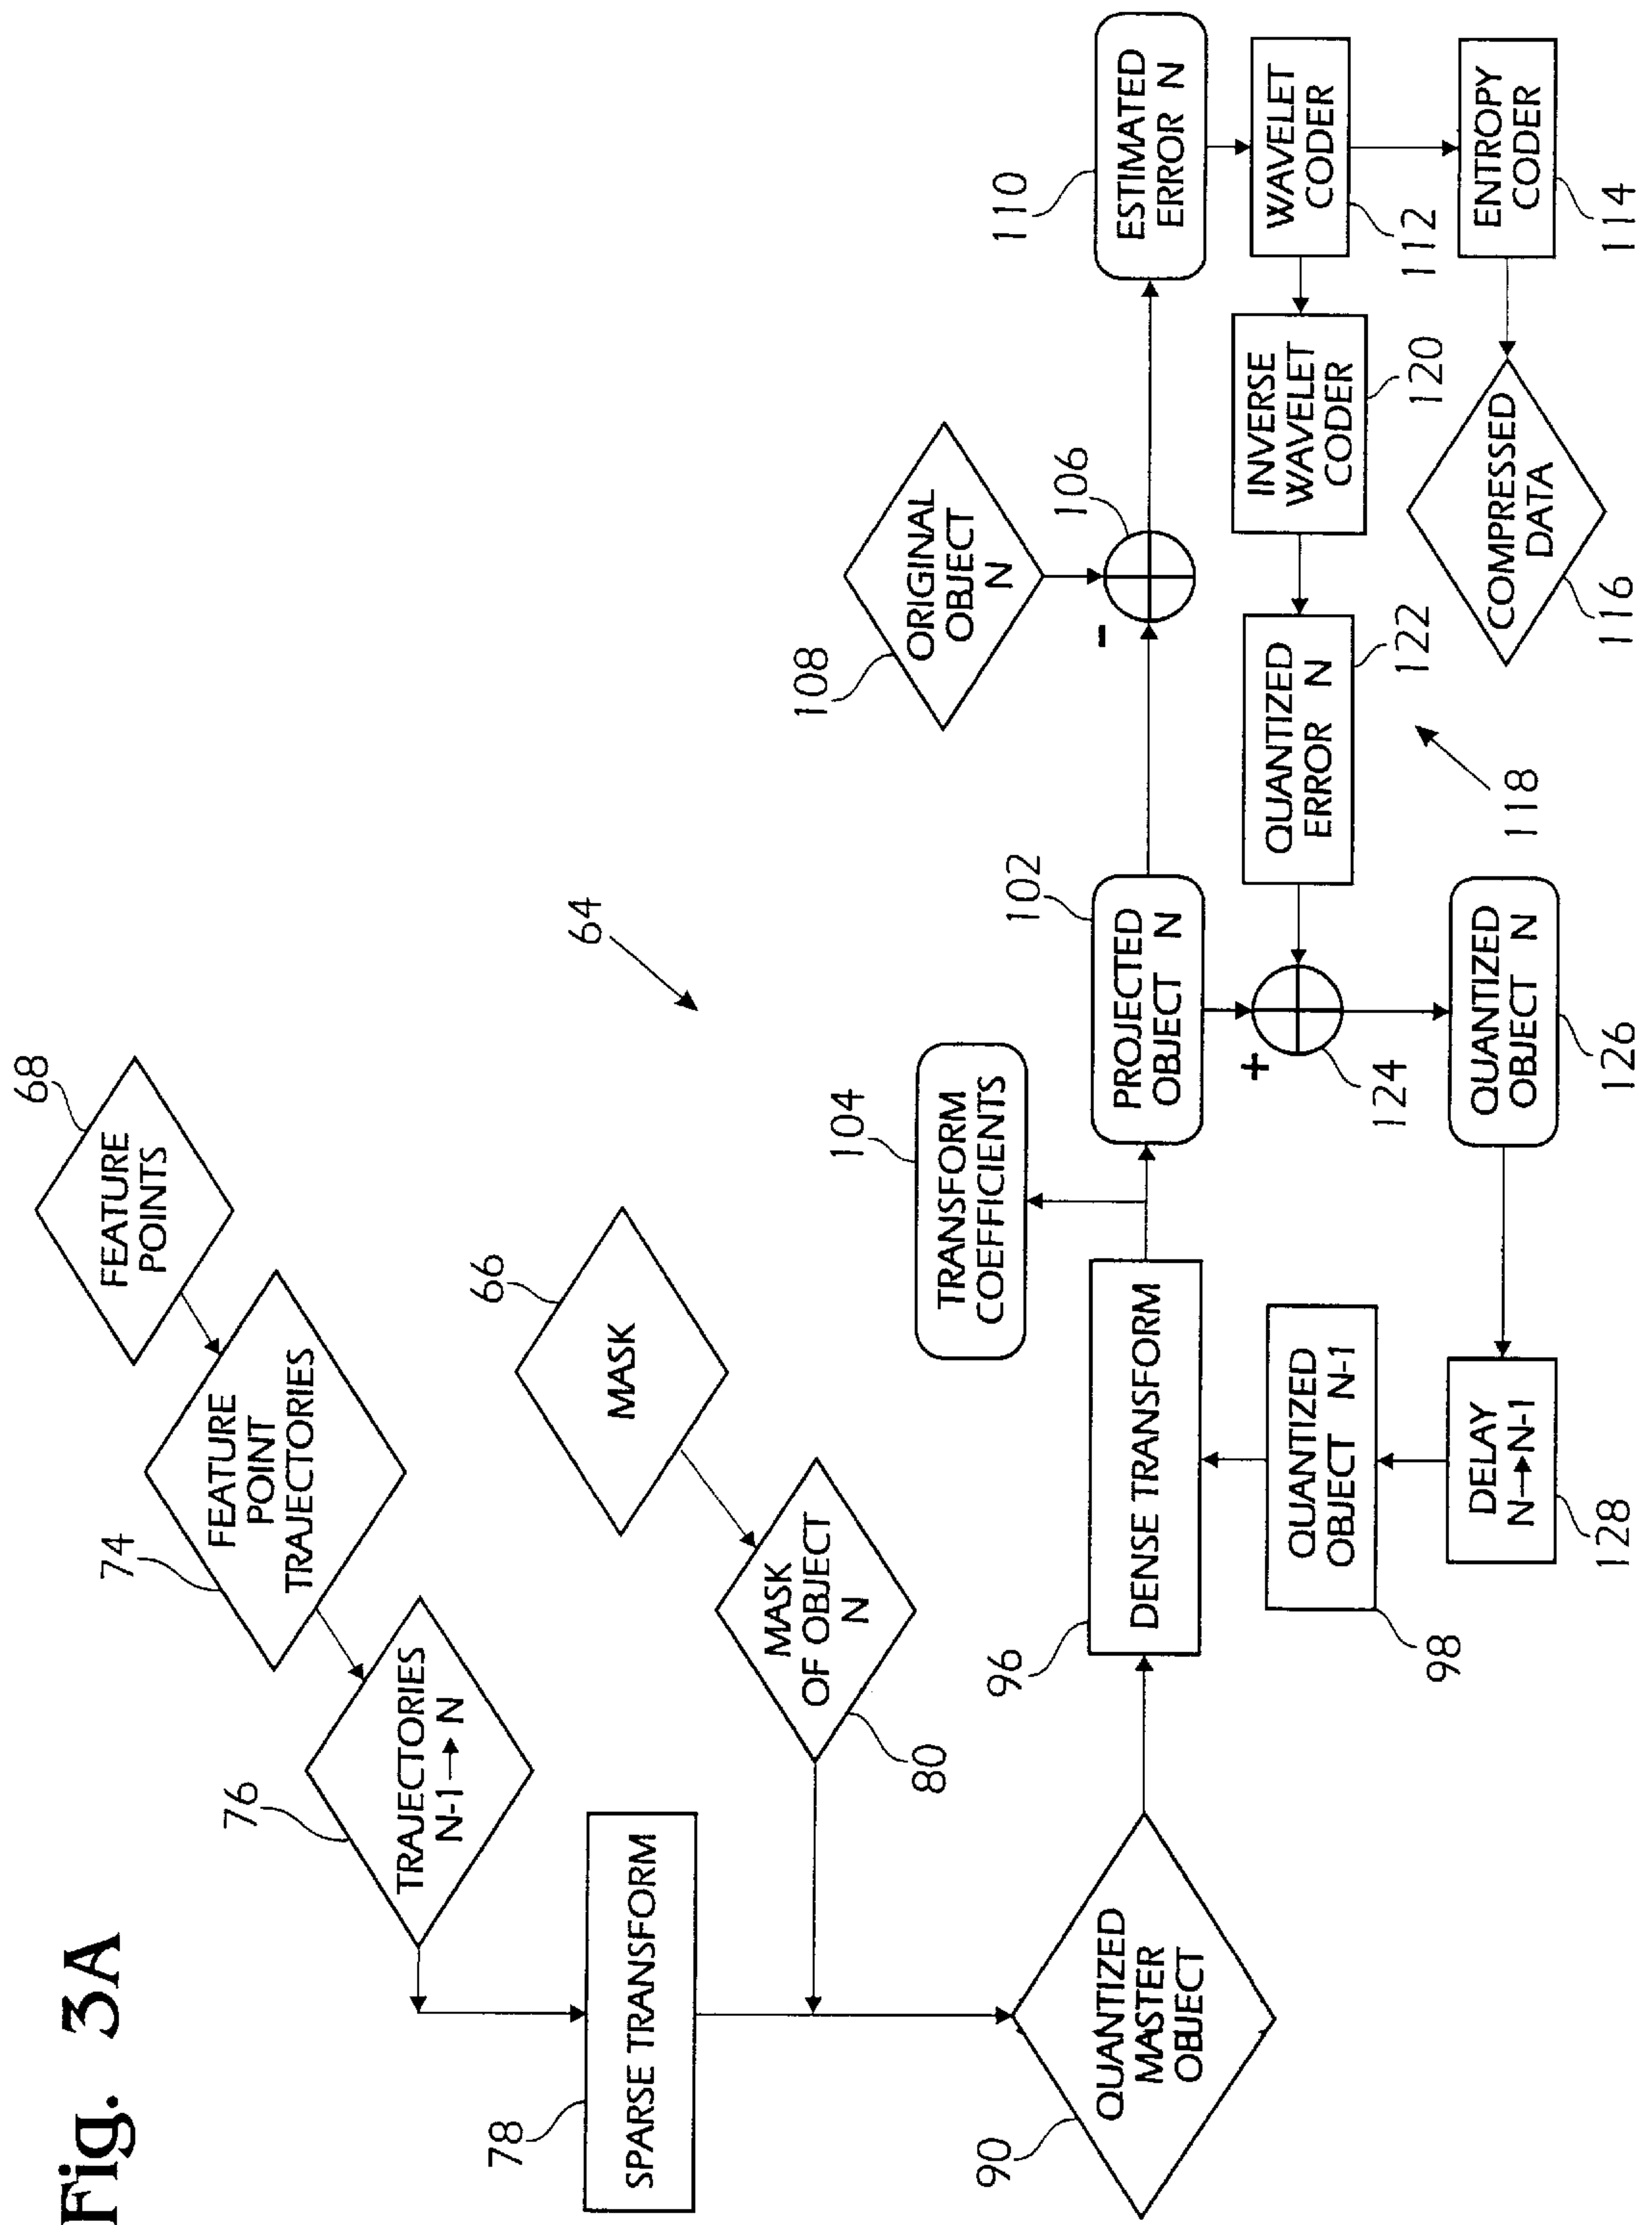 Fig. 3A
68
FEATURE
POINTS
74
FEATURE
POINT
TRAJECTORIES
76
TRAJECTORIES
N-1→N
78
SPARSE TRANSFORM
66
MASK
80
MASK
OF OBJECT
N
64
90
QUANTIZED
MASTER
OBJECT
96
DENSE TRANSFORM
104
TRANSFORM
COEFFICIENTS
102
PROJECTED
OBJECT N
108
ORIGINAL
OBJECT
N
106
-
110
ESTIMATED
ERROR N
98
QUANTIZED
OBJECT N-1
+
124
QUANTIZED
ERROR N
122
INVERSE
WAVELET
CODER
120
WAVELET
CODER
112
128
DELAY
N→N-1
QUANTIZED
OBJECT N
126
118
COMPRESSED
DATA
116
ENTROPY
CODER
114